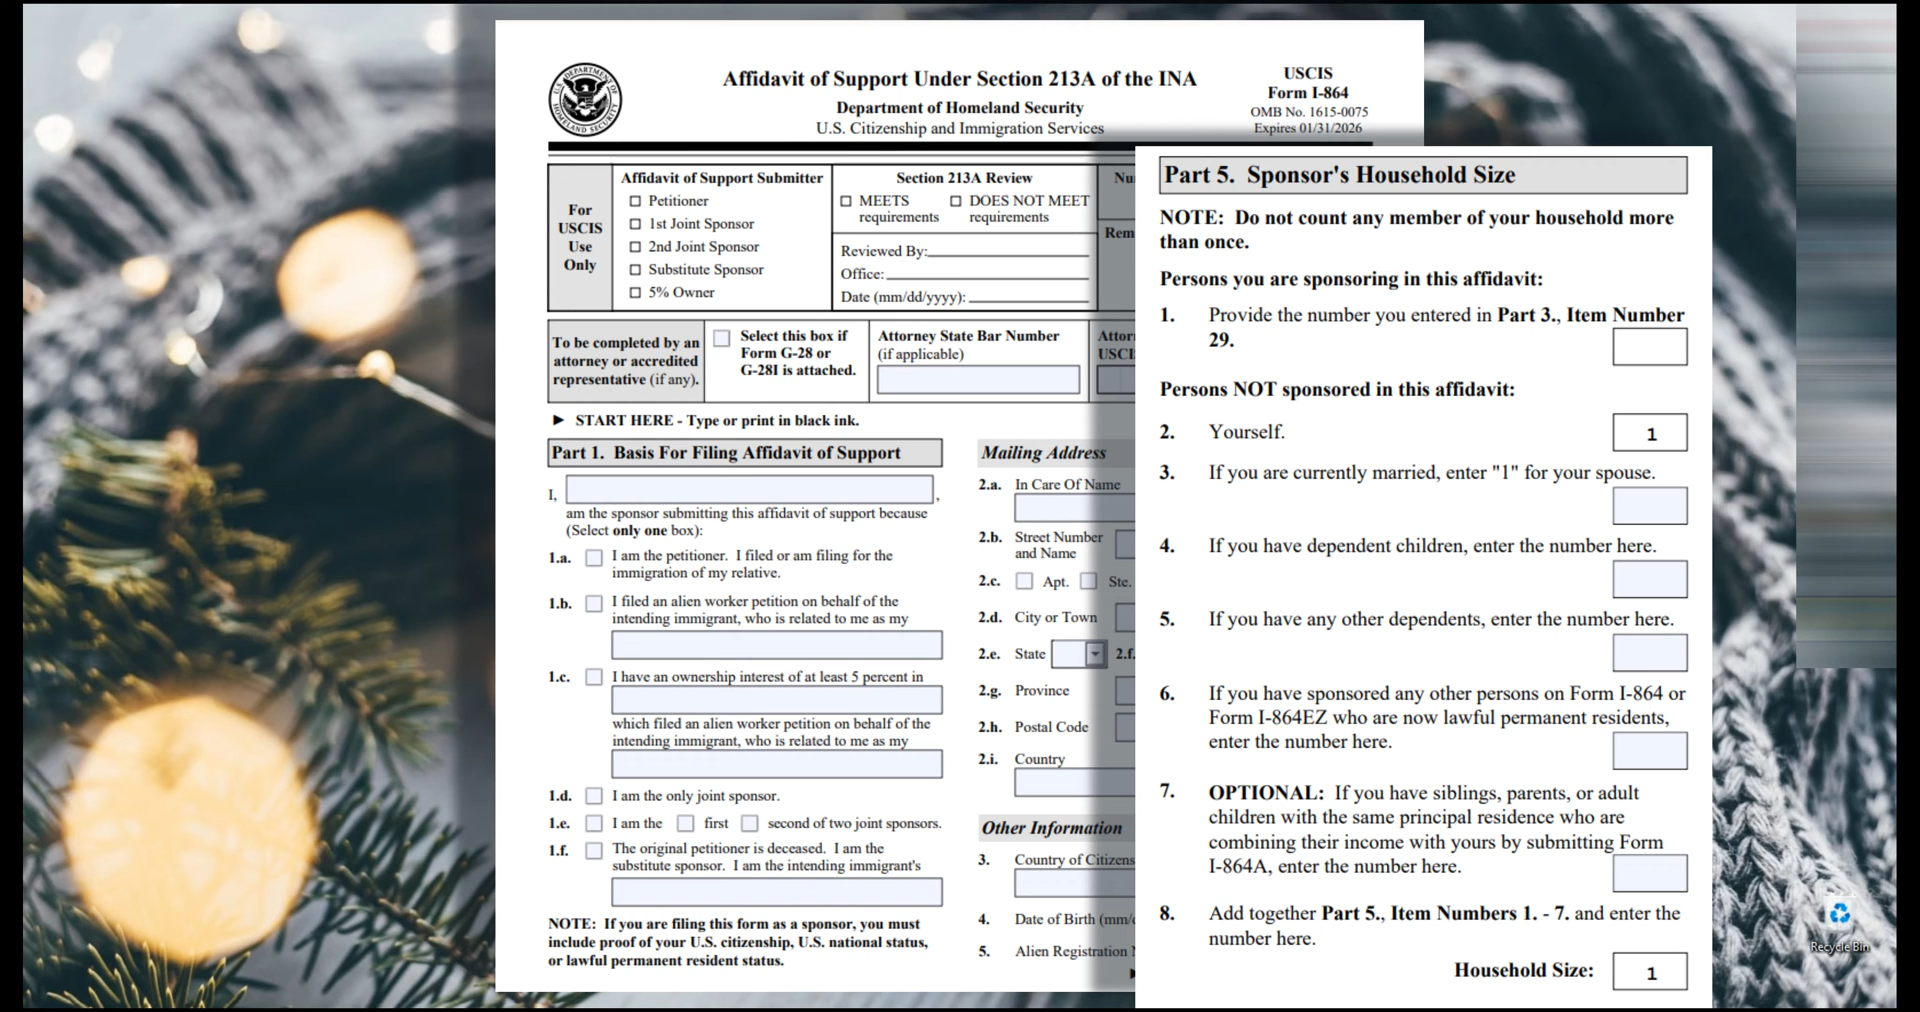 Affidavit of Support Under Section 213A of the INA
Department of Homeland Security
U.S. Citizenship and Immigration Services
USCIS
Form I-864
OMB No. 1615-0075
Expires 01/31/2026
For
USCIS
Use
Only
Affidavit of Support Submitter
Petitioner
1st Joint Sponsor
2nd Joint Sponsor
Substitute Sponsor
5% Owner
Section 213A Review
MEETS
requirements
DOES NOT MEET
requirements
Reviewed By:
Office:
Date (mm/dd/yyyy):
To be completed by an
attorney or accredited
representative (if any).
Select this box if
Form G-28 or
G-28I is attached.
Attorney State Bar Number
(if applicable)
► START HERE - Type or print in black ink.
Part 1. Basis For Filing Affidavit of Support
I, ,
am the sponsor submitting this affidavit of support because
(Select only one box):
1.a. I am the petitioner. I filed or am filing for the
immigration of my relative.
1.b. I filed an alien worker petition on behalf of the
intending immigrant, who is related to me as my
1.c. I have an ownership interest of at least 5 percent in
which filed an alien worker petition on behalf of the
intending immigrant, who is related to me as my
1.d. I am the only joint sponsor.
1.e. I am the first second of two joint sponsors.
1.f. The original petitioner is deceased. I am the
substitute sponsor. I am the intending immigrant's
NOTE: If you are filing this form as a sponsor, you must
include proof of your U.S. citizenship, U.S. national status,
or lawful permanent resident status.
Mailing Address
2.a. In Care Of Name
2.b. Street Number
and Name
2.c. Apt. Ste.
2.d. City or Town
2.e. State 2.f.
2.g. Province
2.h. Postal Code
2.i. Country
Other Information
3. Country of Citizens
4. Date of Birth (mm/
5. Alien Registration
Part 5. Sponsor's Household Size
NOTE: Do not count any member of your household more
than once.
Persons you are sponsoring in this affidavit:
1. Provide the number you entered in Part 3., Item Number
29.
Persons NOT sponsored in this affidavit:
2. Yourself. 1
3. If you are currently married, enter "1" for your spouse.
4. If you have dependent children, enter the number here.
5. If you have any other dependents, enter the number here.
6. If you have sponsored any other persons on Form I-864 or
Form I-864EZ who are now lawful permanent residents,
enter the number here.
7. OPTIONAL: If you have siblings, parents, or adult
children with the same principal residence who are
combining their income with yours by submitting Form
I-864A, enter the number here.
8. Add together Part 5., Item Numbers 1. - 7. and enter the
number here.
Household Size: 1
Recycle Bin